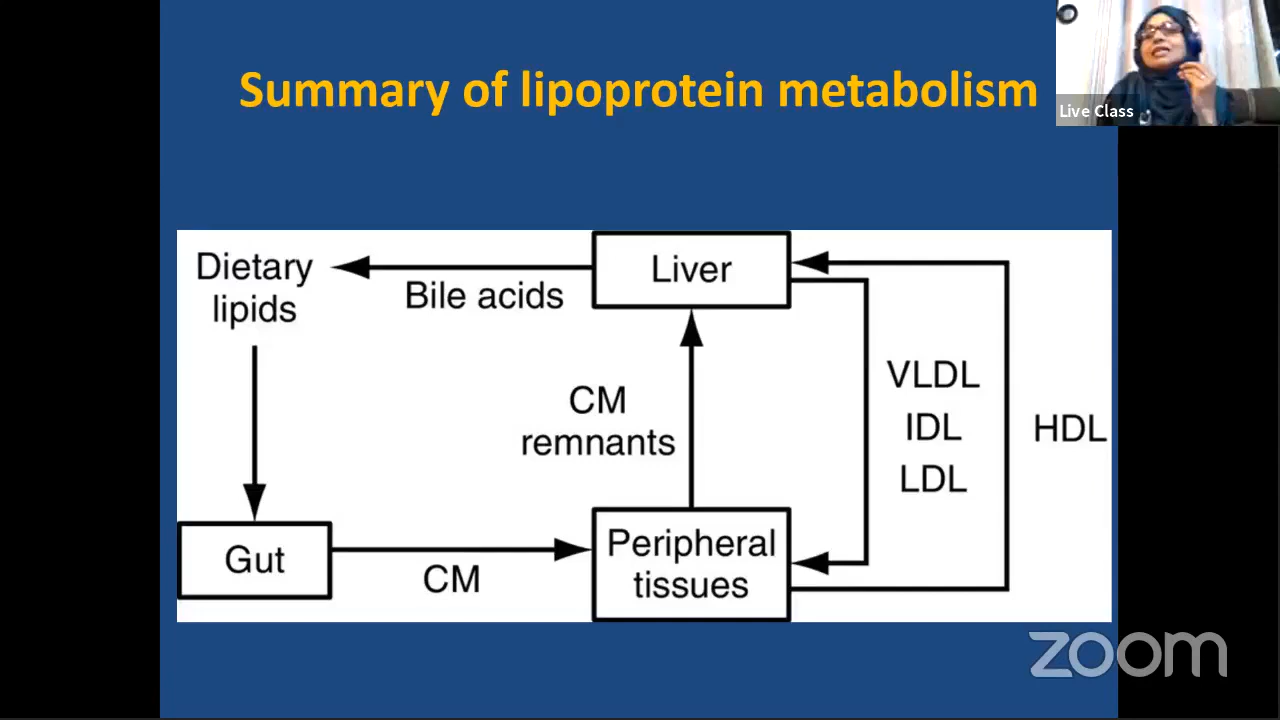 Summary of lipoprotein metabolism
Live Class
Dietary
lipids
Bile acids
Liver
CM
remnants
VLDL
IDL
LDL
HDL
Gut
CM
Peripheral
tissues
zoom